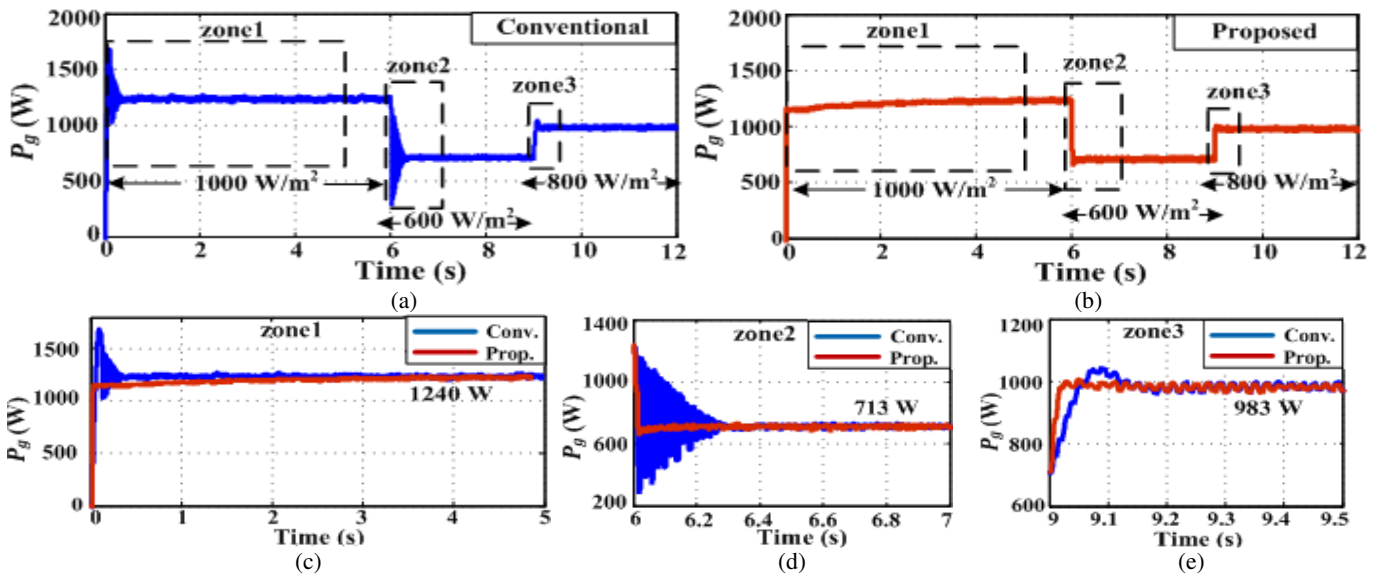 2000
1500
1000
500
0
P_g (W)
zone1
Conventional
zone2
zone3
1000 W/m²
600 W/m²
800 W/m²
0 2 4 6 8 10 12
Time (s)
(a)
2000
1500
1000
500
0
P_g (W)
zone1
Proposed
zone2
zone3
1000 W/m²
600 W/m²
800 W/m²
0 2 4 6 8 10 12
Time (s)
(b)
1500
1000
500
0
P_g (W)
zone1
Conv.
Prop.
1240 W
0 1 2 3 4 5
Time (s)
(c)
1400
1000
600
200
P_g (W)
zone2
Conv.
Prop.
713 W
6 6.2 6.4 6.6 6.8 7
Time (s)
(d)
1200
1000
800
600
P_g (W)
zone3
Conv.
Prop.
983 W
9 9.1 9.2 9.3 9.4 9.5
Time (s)
(e)